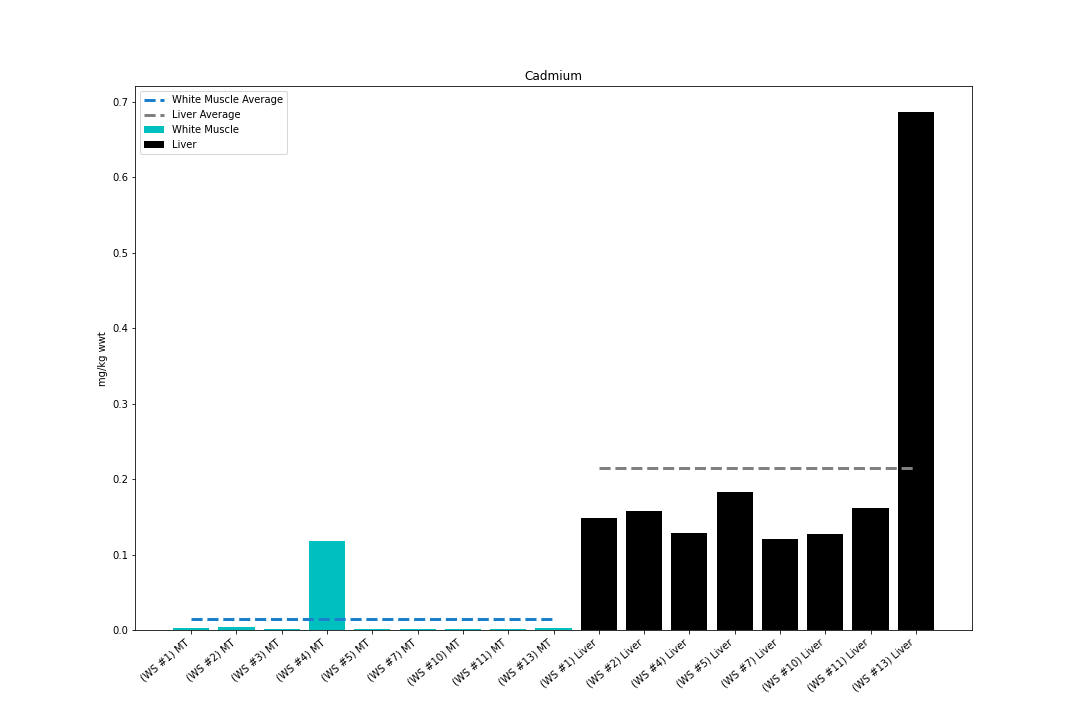 Cadmium
White Muscle Average
Liver Average
White Muscle
Liver
mg/kg wwt
0.7
0.6
0.5
0.4
0.3
0.2
0.1
0.0
(WS #1) MT
(WS #2) MT
(WS #3) MT
(WS #4) MT
(WS #5) MT
(WS #7) MT
(WS #10) MT
(WS #11) MT
(WS #13) MT
(WS #1) Liver
(WS #2) Liver
(WS #4) Liver
(WS #5) Liver
(WS #7) Liver
(WS #10) Liver
(WS #11) Liver
(WS #13) Liver